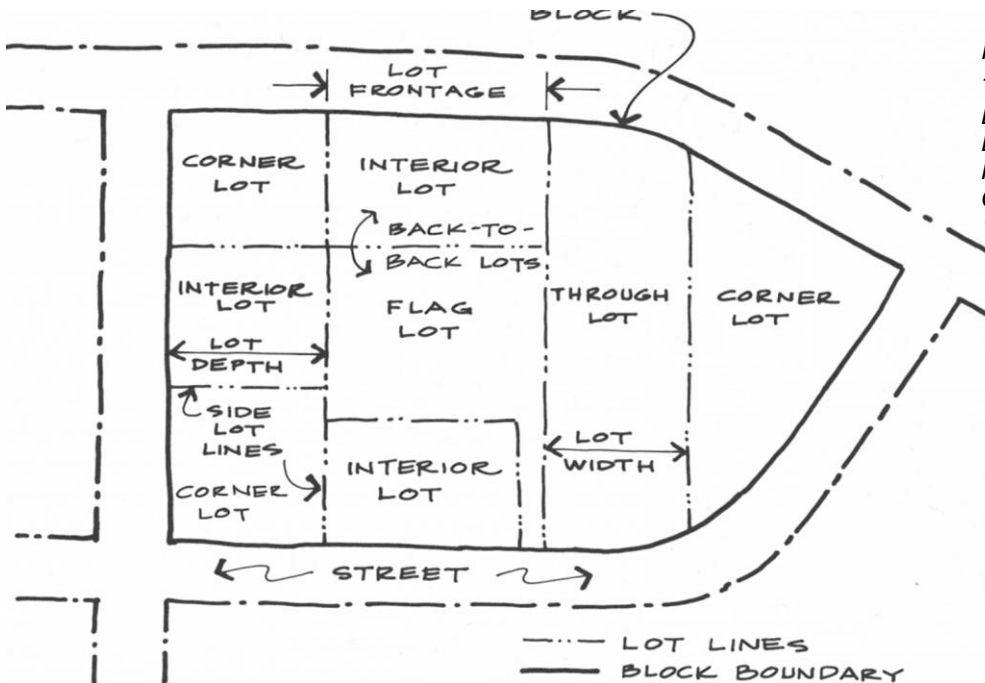 BLOCK
LOT
FRONTAGE
CORNER
LOT
INTERIOR
LOT
BACK-TO-
BACK LOTS
INTERIOR
LOT
FLAG
LOT
THROUGH
LOT
CORNER
LOT
LOT
DEPTH
SIDE
LOT
LINES
CORNER
LOT
INTERIOR
LOT
LOT
WIDTH
STREET
LOT LINES
BLOCK BOUNDARY